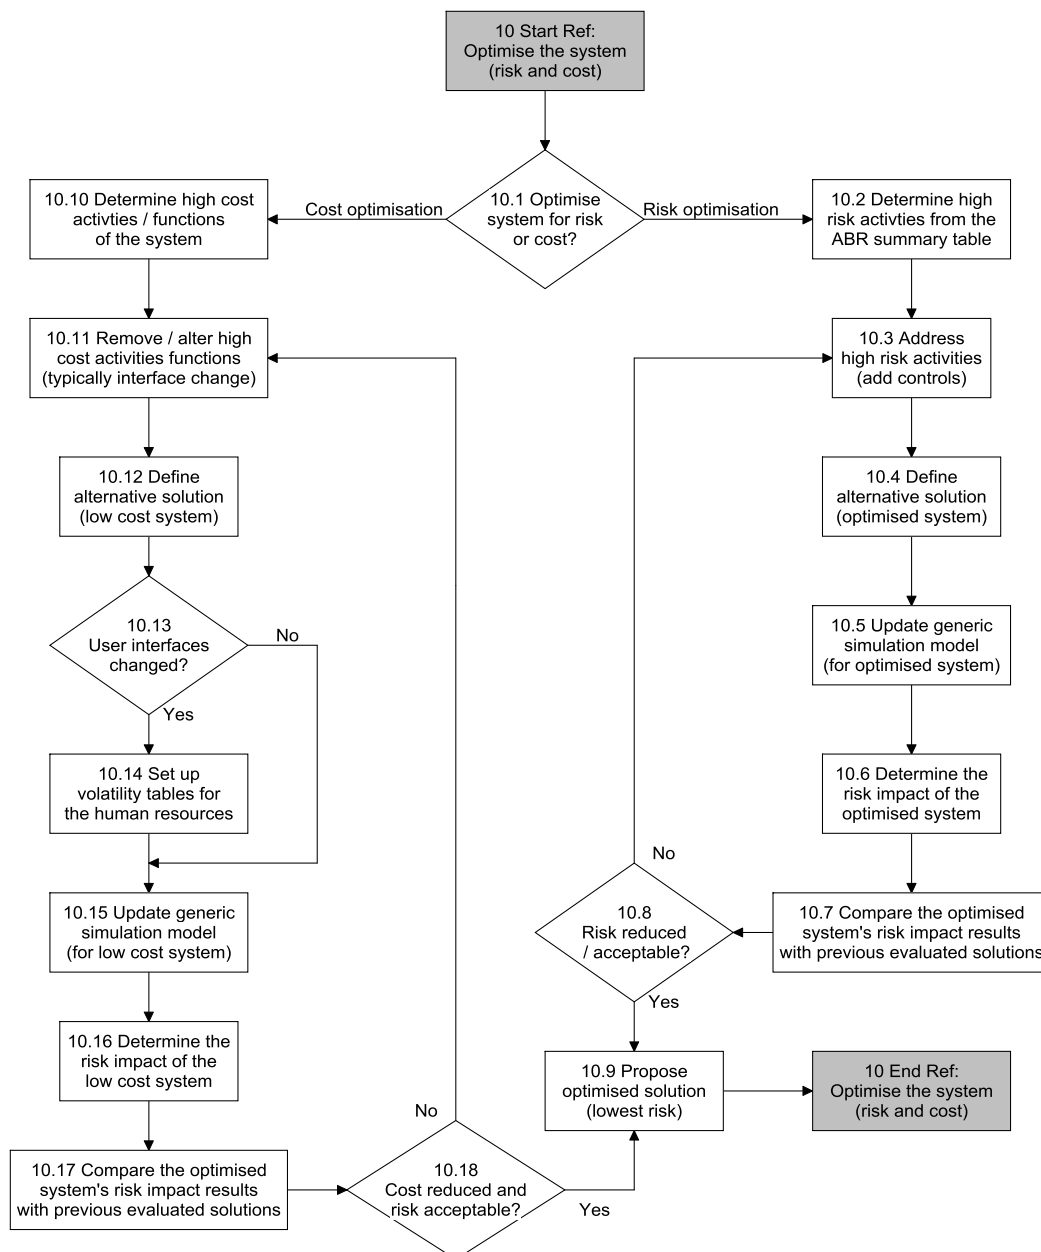 10 Start Ref:
Optimise the system
(risk and cost)
10.10 Determine high cost
activties / functions
of the system
Cost optimisation
10.1 Optimise
system for risk
or cost?
Risk optimisation
10.2 Determine high
risk activties from the
ABR summary table
10.11 Remove / alter high
cost activities functions
(typically interface change)
10.3 Address
high risk activities
(add controls)
10.12 Define
alternative solution
(low cost system)
10.4 Define
alternative solution
(optimised system)
10.13
User interfaces
changed?
No
Yes
10.5 Update generic
simulation model
(for optimised system)
10.14 Set up
volatility tables for
the human resources
10.6 Determine the
risk impact of the
optimised system
No
10.15 Update generic
simulation model
(for low cost system)
10.8
Risk reduced
/ acceptable?
Yes
10.7 Compare the optimised
system's risk impact results
with previous evaluated solutions
10.16 Determine the
risk impact of the
low cost system
10.9 Propose
optimised solution
(lowest risk)
10 End Ref:
Optimise the system
(risk and cost)
No
10.17 Compare the optimised
system's risk impact results
with previous evaluated solutions
10.18
Cost reduced and
risk acceptable?
Yes